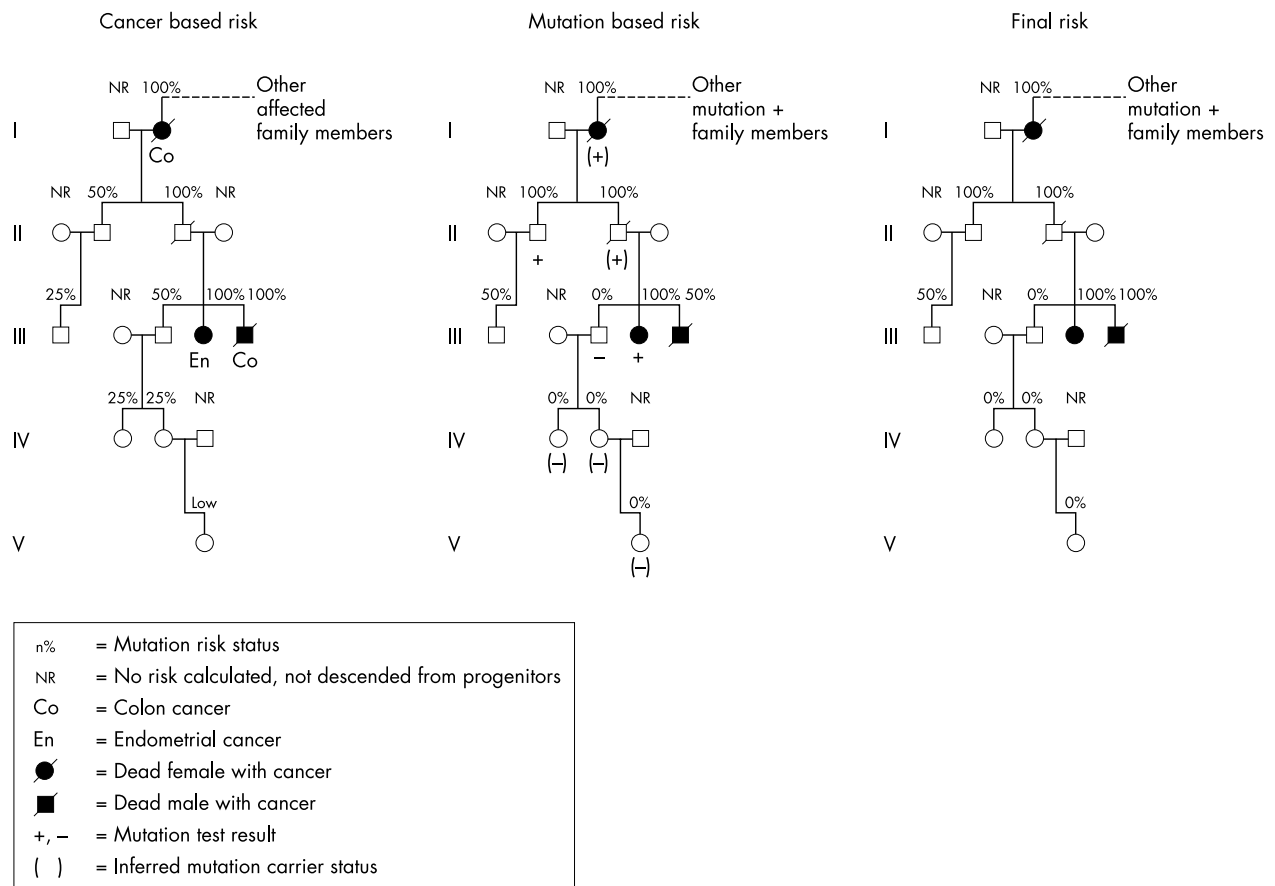 Cancer based risk
Mutation based risk
Final risk
NR 100% Other
affected
family members
NR 100% Other
mutation +
family members
NR 100% Other
mutation +
family members
I
I
I
Co
(+)
NR 50% 100% NR
NR 100% 100%
NR 100% 100%
II
II
II
+
(+)
25% NR 50% 100% 100%
50% NR 0% 100% 50%
50% NR 0% 100% 100%
III
III
III
En Co
– +
25% 25% NR
0% 0% NR
0% 0% NR
IV
IV
IV
(–) (–)
Low
0%
0%
V
V
V
(–)
n% = Mutation risk status
NR = No risk calculated, not descended from progenitors
Co = Colon cancer
En = Endometrial cancer
= Dead female with cancer
= Dead male with cancer
+, – = Mutation test result
( ) = Inferred mutation carrier status